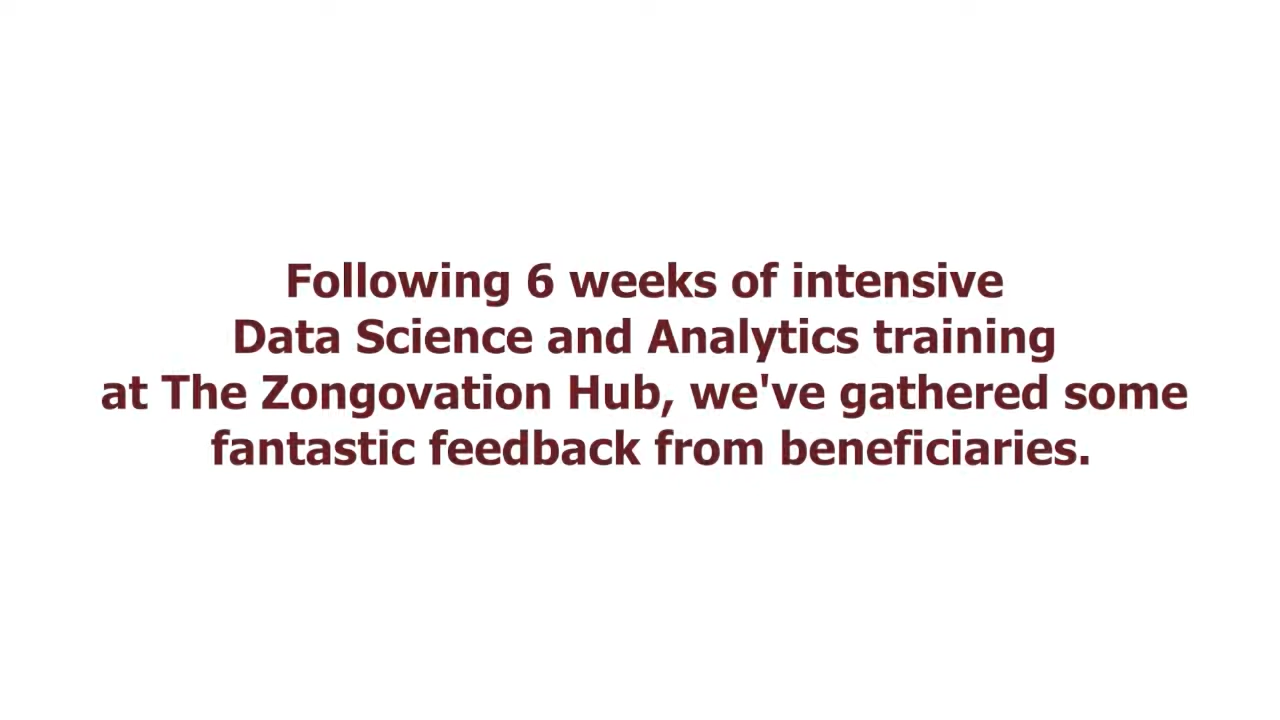 Following 6 weeks of intensive
Data Science and Analytics training
at The Zongovation Hub, we've gathered some
fantastic feedback from beneficiaries.